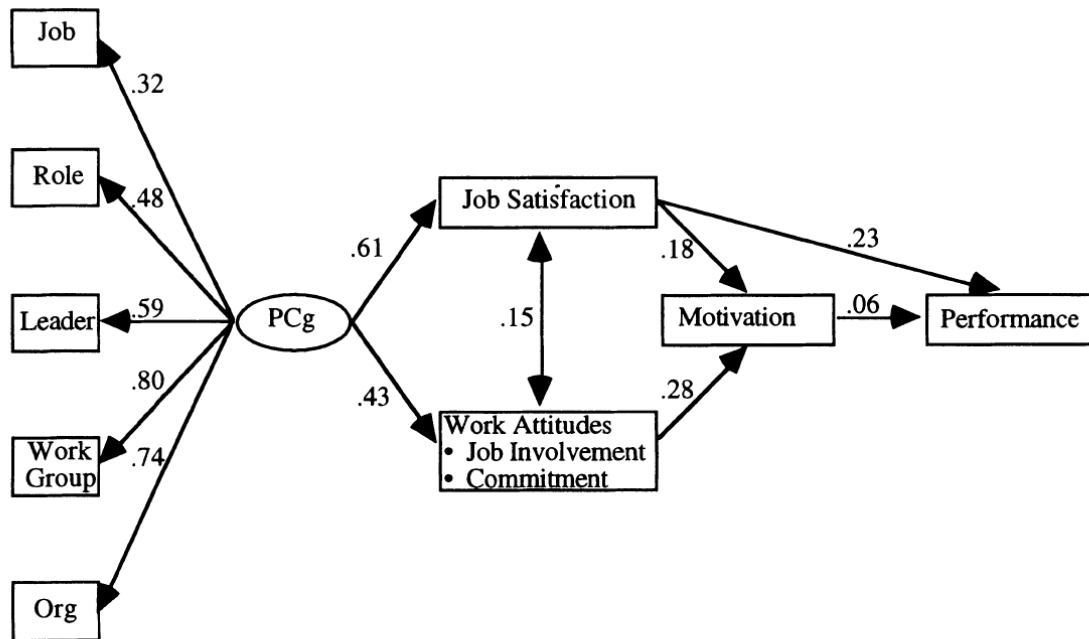 Job
.32
Role
.48
Job Satisfaction
.61
.18
.23
Leader
.59
PCg
.15
Motivation
.06
Performance
.80
.43
.28
Work
Group
.74
Work Attitudes
• Job Involvement
• Commitment
Org